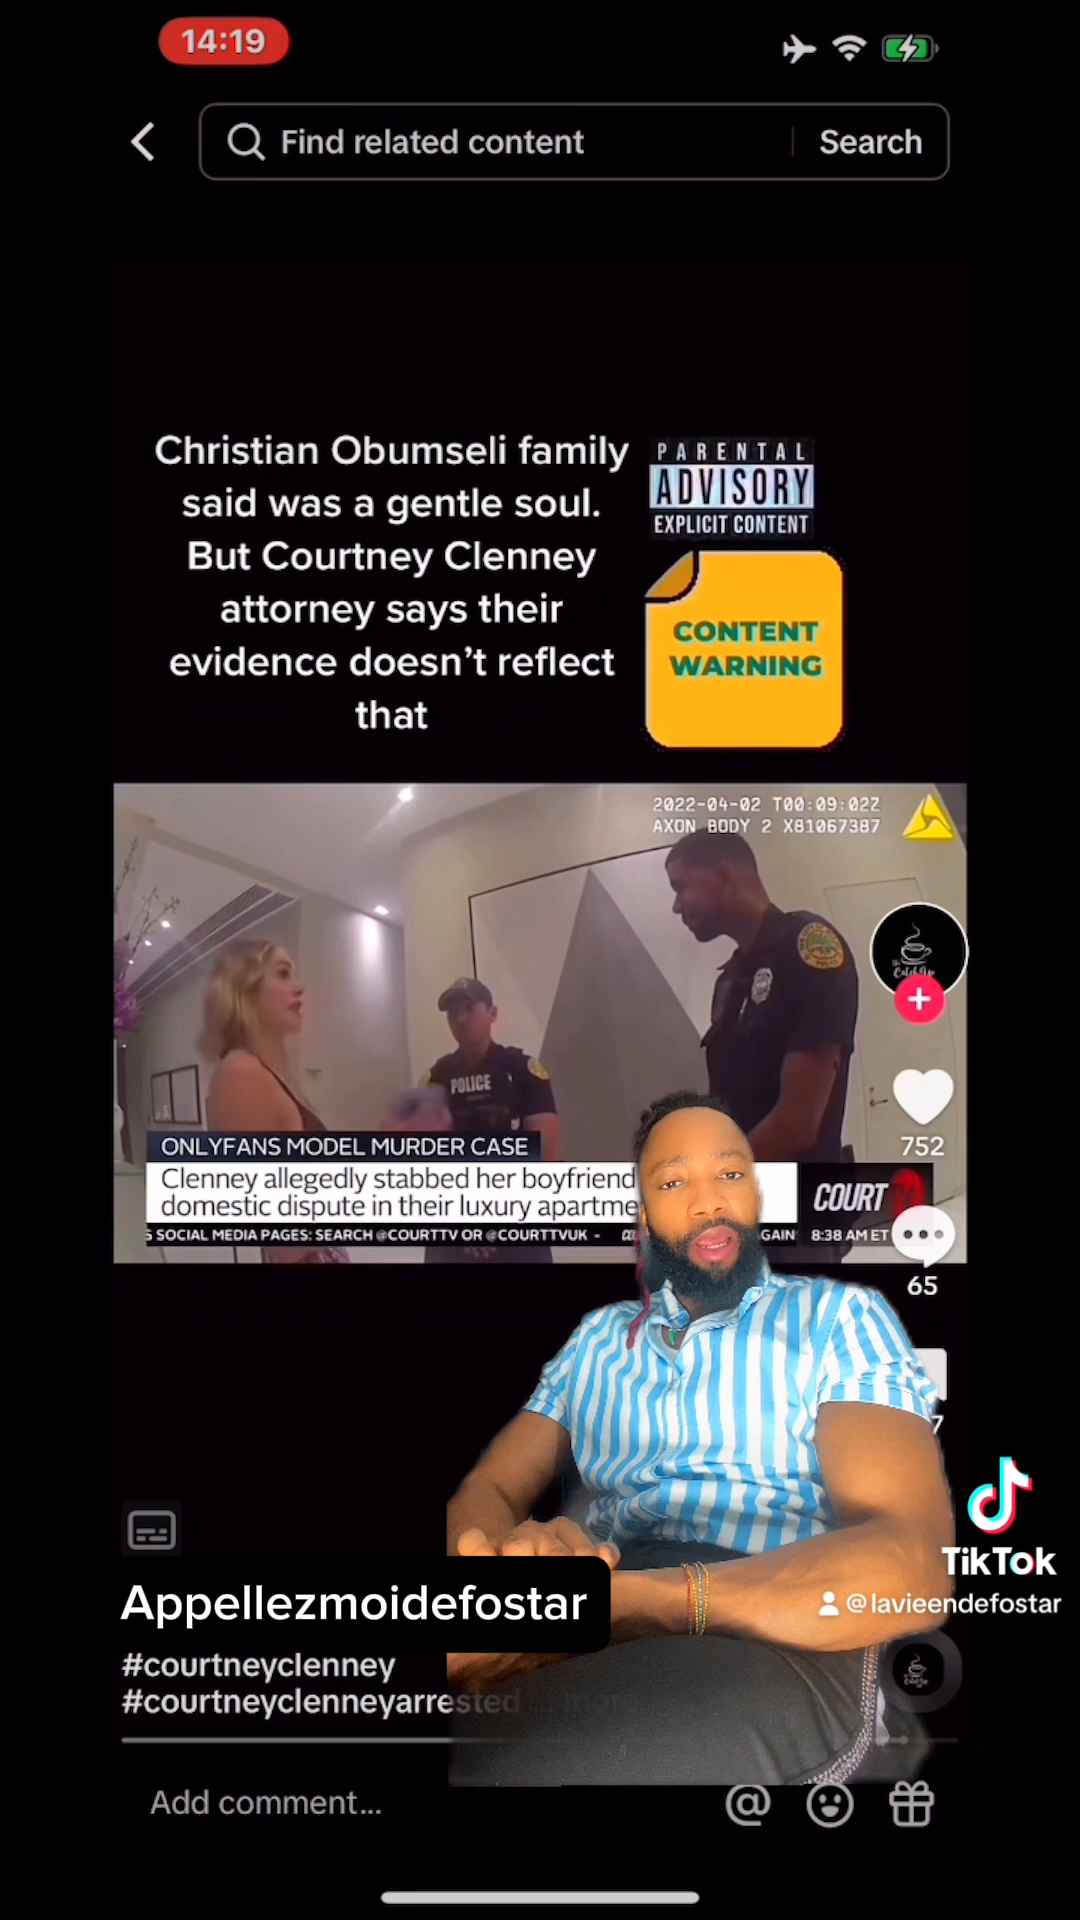 14:19
Find related content
Search
Christian Obumseli family
said was a gentle soul.
But Courtney Clenney
attorney says their
evidence doesn't reflect
that
PARENTAL
ADVISORY
EXPLICIT CONTENT
CONTENT
WARNING
2022-04-02 T00:09:02Z
AXON BODY 2 X81067387
POLICE
POLICE
752
ONLYFANS MODEL MURDER CASE
Clenney allegedly stabbed her boyfriend
domestic dispute in their luxury apartme
COURT
SOCIAL MEDIA PAGES: SEARCH @COURTTV OR @COURTTVUK -
GAIN
8:38 AM ET
65
7
TikTok
@lavieendefostar
Appellezmoidefostar
#courtneyclenney
#courtneyclenneyarrested
Add comment...